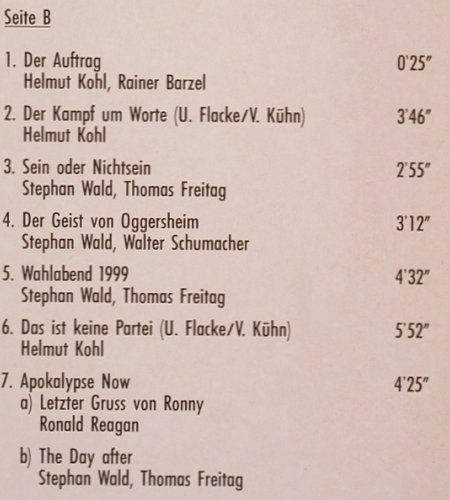 Seite B
1. Der Auftrag 0'25"
Helmut Kohl, Rainer Barzel
2. Der Kampf um Worte (U. Flacke/V. Kühn) 3'46"
Helmut Kohl
3. Sein oder Nichtsein 2'55"
Stephan Wald, Thomas Freitag
4. Der Geist von Oggersheim 3'12"
Stephan Wald, Walter Schumacher
5. Wahlabend 1999 4'32"
Stephan Wald, Thomas Freitag
6. Das ist keine Partei (U. Flacke/V. Kühn) 5'52"
Helmut Kohl
7. Apokalypse Now 4'25"
a) Letzter Gruss von Ronny
Ronald Reagan
b) The Day after
Stephan Wald, Thomas Freitag